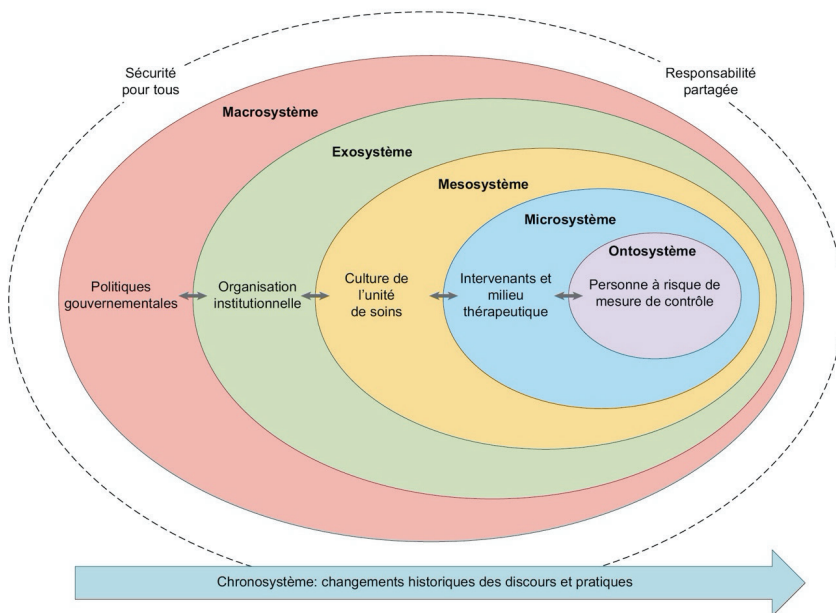 Sécurité
pour tous
Responsabilité
partagée
Macrosystème
Exosystème
Mesosystème
Microsystème
Ontosystème
Politiques
gouvernementales
Organisation
institutionnelle
Culture de
l'unité
de soins
Intervenants et
milieu
thérapeutique
Personne à risque de
mesure de contrôle
Chronosystème: changements historiques des discours et pratiques